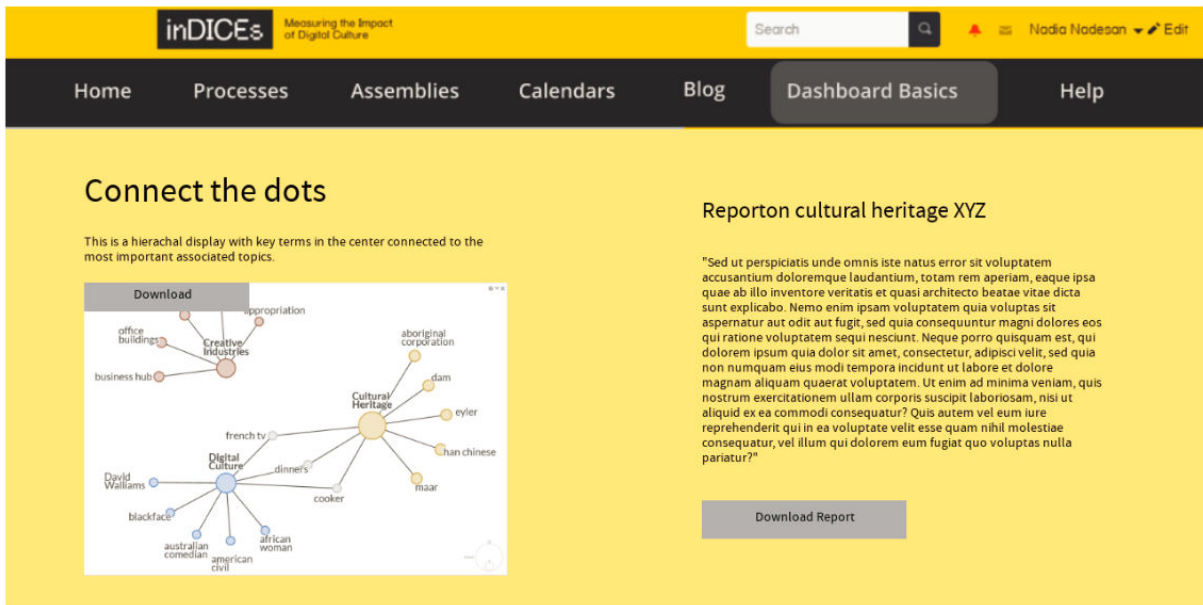 inDICEs
Measuring the Impact
of Digital Culture
Search
Nadia Nadesan
Edit
Home
Processes
Assemblies
Calendars
Blog
Dashboard Basics
Help
Connect the dots
This is a hierachal display with key terms in the center connected to the
most important associated topics.
Download
appropriation
office
buildings
Creative
Industries
business hub
aboriginal
corporation
dam
Cultural
Heritage
eyler
french tv
han chinese
Digital
Culture
dinners
David
Walliams
maar
cooker
blackface
australian
comedian
american
civil
african
woman
Reporton cultural heritage XYZ
"Sed ut perspiciatis unde omnis iste natus error sit voluptatem
accusantium doloremque laudantium, totam rem aperiam, eaque ipsa
quae ab illo inventore veritatis et quasi architecto beatae vitae dicta
sunt explicabo. Nemo enim ipsam voluptatem quia voluptas sit
aspernatur aut odit aut fugit, sed quia consequuntur magni dolores eos
qui ratione voluptatem sequi nesciunt. Neque porro quisquam est, qui
dolorem ipsum quia dolor sit amet, consectetur, adipisci velit, sed quia
non numquam eius modi tempora incidunt ut labore et dolore
magnam aliquam quaerat voluptatem. Ut enim ad minima veniam, quis
nostrum exercitationem ullam corporis suscipit laboriosam, nisi ut
aliquid ex ea commodi consequatur? Quis autem vel eum iure
reprehenderit qui in ea voluptate velit esse quam nihil molestiae
consequatur, vel illum qui dolorem eum fugiat quo voluptas nulla
pariatur?"
Download Report